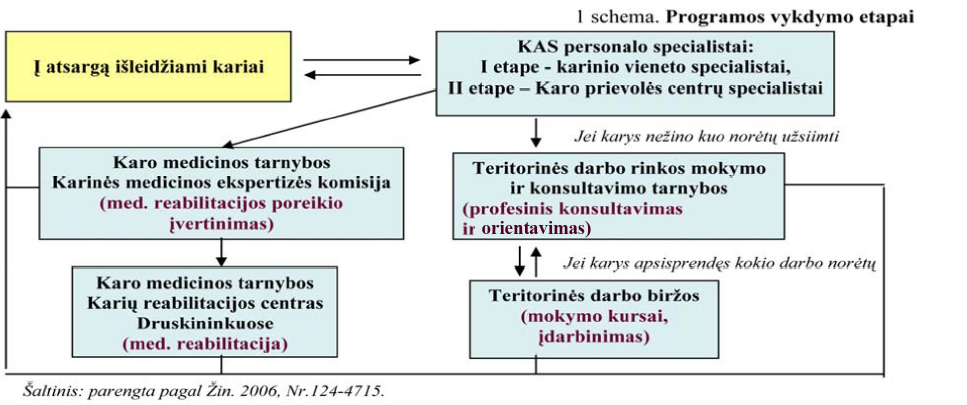 1 schema. Programos vykdymo etapai
Į atsargą išleidžiami kariai
KAS personalo specialistai:
I etape - karinio vieneto specialistai,
II etape – Karo prievolės centrų specialistai
Jei karys nežino kuo norėtų užsiimti
Karo medicinos tarnybos
Karinės medicinos ekspertizės komisija
(med. reabilitacijos poreikio
įvertinimas)
Teritorinės darbo rinkos mokymo
ir konsultavimo tarnybos
(profesinis konsultavimas
ir orientavimas)
Jei karys apsisprendęs kokio darbo norėtų
Karo medicinos tarnybos
Karių reabilitacijos centras
Druskininkuose
(med. reabilitacija)
Teritorinės darbo biržos
(mokymo kursai,
įdarbinimas)
Šaltinis: parengta pagal Žin. 2006, Nr.124-4715.